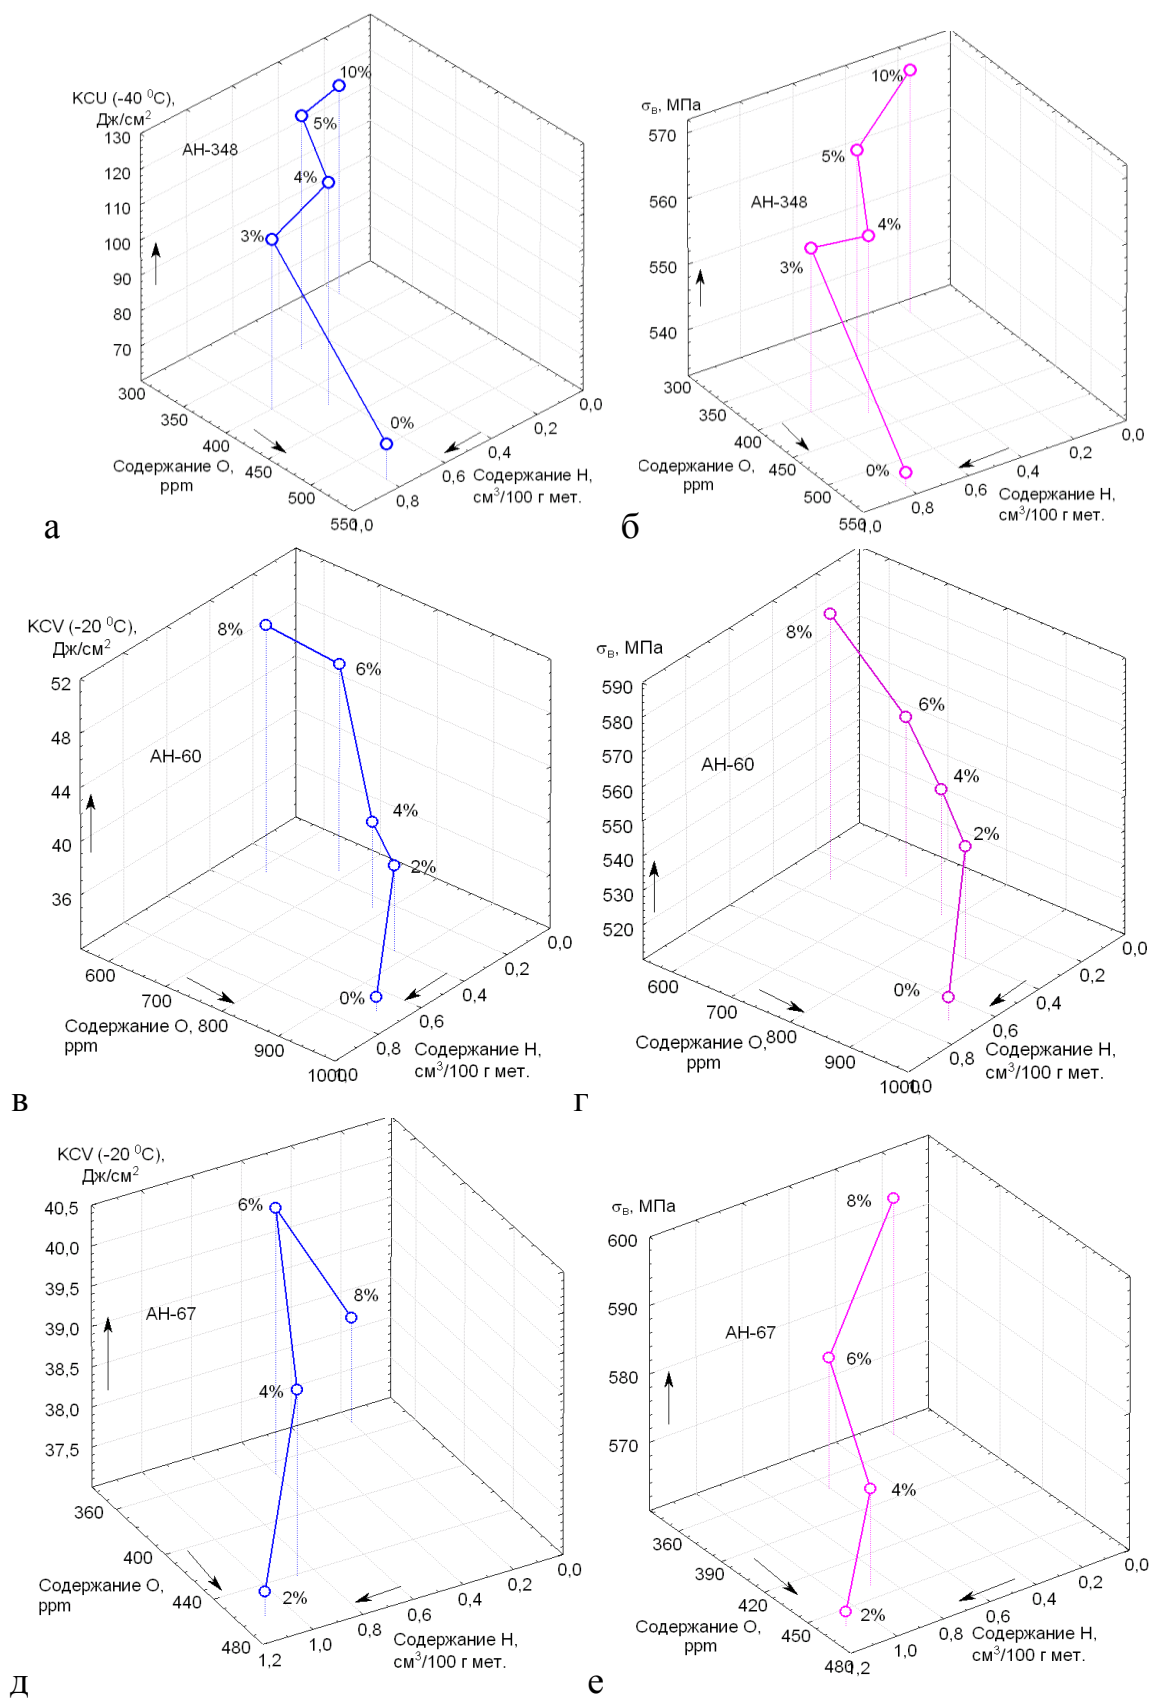 KCU (-40 ⁰C),
Дж/см²
130
120
110
100
90
80
70
АН-348
10%
5%
4%
3%
0%
300
350
400
450
500
550
Содержание О,
ppm
0,0
0,2
0,4
0,6
0,8
1,0
Содержание Н,
см³/100 г мет.
а
σв, МПа
570
560
550
540
АН-348
10%
5%
4%
3%
0%
300
350
400
450
500
550
Содержание О,
ppm
0,0
0,2
0,4
0,6
0,8
1,0
Содержание Н,
см³/100 г мет.
б
KCV (-20 ⁰C),
Дж/см²
52
48
44
40
36
АН-60
8%
6%
4%
2%
0%
600
700
800
900
1000
Содержание О,
ppm
0,0
0,2
0,4
0,6
0,8
1,0
Содержание Н,
см³/100 г мет.
в
σв, МПа
590
580
570
560
550
540
530
520
АН-60
8%
6%
4%
2%
0%
600
700
800
900
1000
Содержание О,
ppm
0,0
0,2
0,4
0,6
0,8
1,0
Содержание Н,
см³/100 г мет.
г
KCV (-20 ⁰C),
Дж/см²
40,5
40,0
39,5
39,0
38,5
38,0
37,5
АН-67
6%
8%
4%
2%
360
400
440
480
Содержание О,
ppm
0,0
0,2
0,4
0,6
0,8
1,0
1,2
Содержание Н,
см³/100 г мет.
д
σв, МПа
600
590
580
570
АН-67
8%
6%
4%
2%
360
390
420
450
480
Содержание О,
ppm
0,0
0,2
0,4
0,6
0,8
1,0
1,2
Содержание Н,
см³/100 г мет.
е